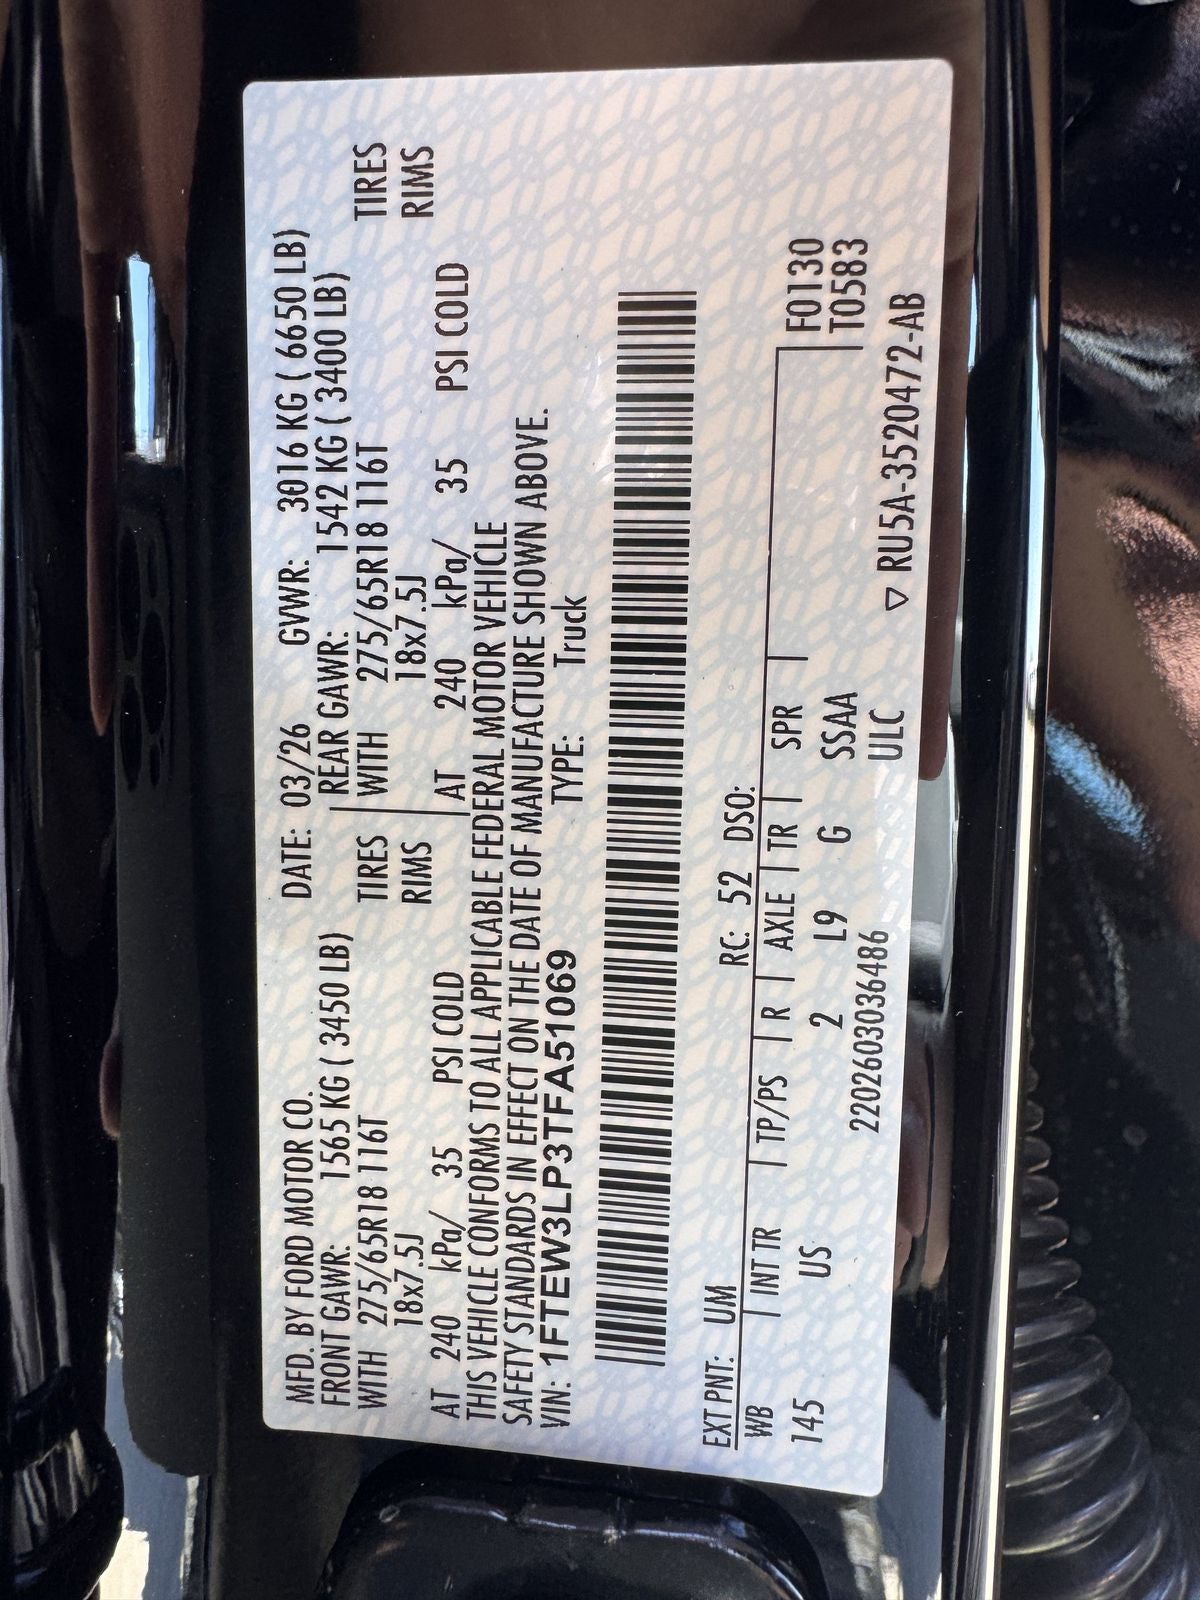 MFD. BY FORD MOTOR CO. DATE: 03/26 GVWR: 3016 KG ( 6650 LB)
FRONT GAWR: 1565 KG ( 3450 LB) REAR GAWR: 1542 KG ( 3400 LB)
WITH 275/65R18 116T TIRES WITH 275/65R18 116T TIRES
18x7.5J RIMS 18x7.5J RIMS
AT 240 kPa/ 35 PSI COLD AT 240 kPa/ 35 PSI COLD
THIS VEHICLE CONFORMS TO ALL APPLICABLE FEDERAL MOTOR VEHICLE
SAFETY STANDARDS IN EFFECT ON THE DATE OF MANUFACTURE SHOWN ABOVE.
VIN: 1FTEW3LP3TFA51069 TYPE: Truck
EXT PNT: UM RC: 52 DSO:
WB INT TR TP/PS R AXLE TR SPR F0130
145 US 2 L9 G SSAA T0583
2202603036486 ULC
▽ RU5A-3520472-AB